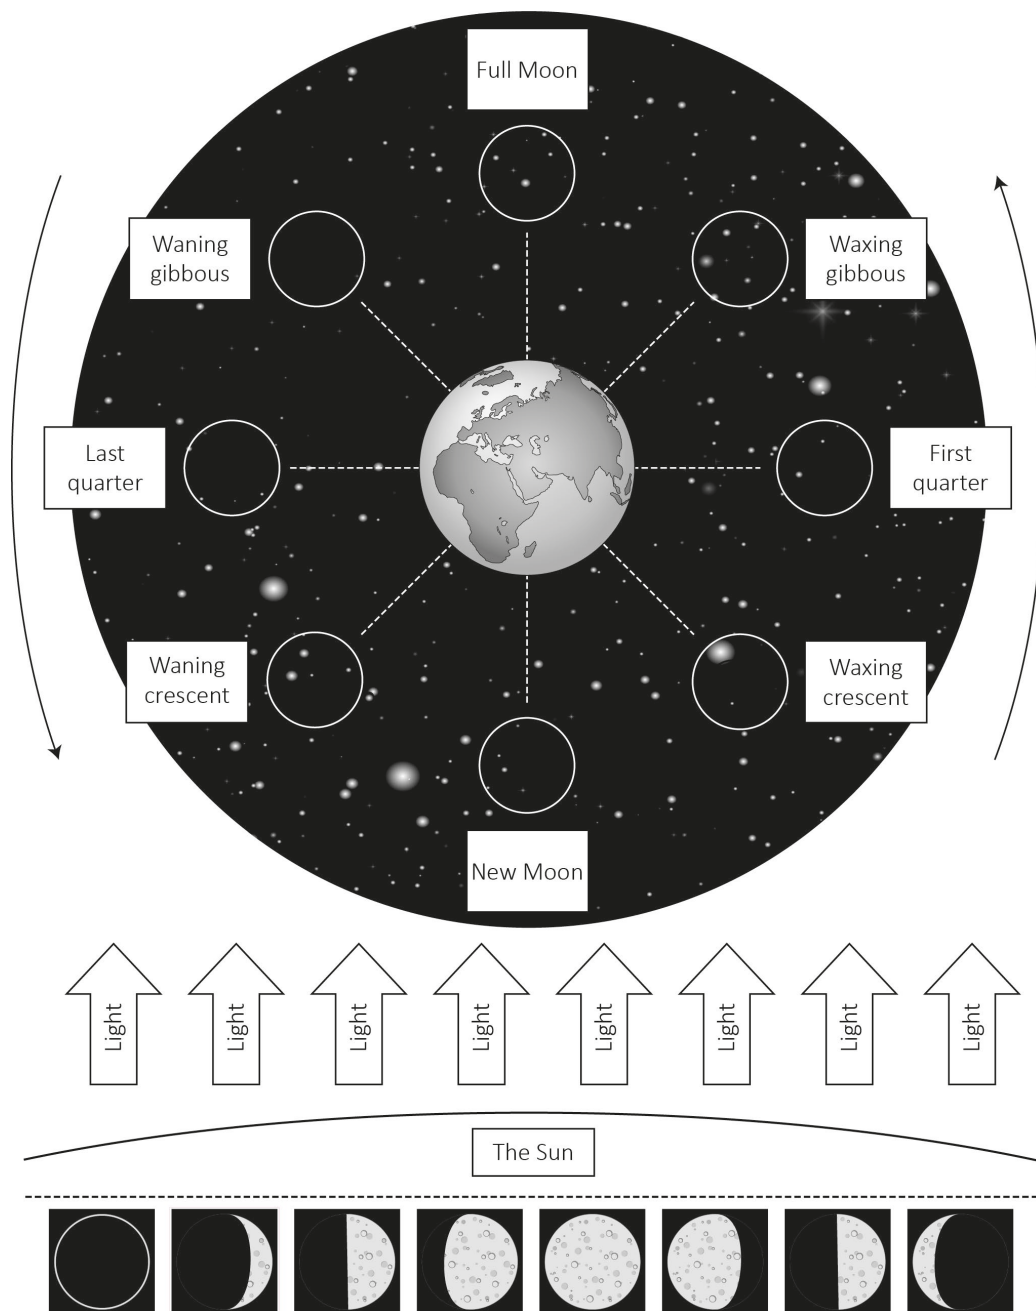 Full Moon
Waning
gibbous
Waxing
gibbous
Last
quarter
First
quarter
Waning
crescent
Waxing
crescent
New Moon
Light
Light
Light
Light
Light
Light
Light
Light
The Sun